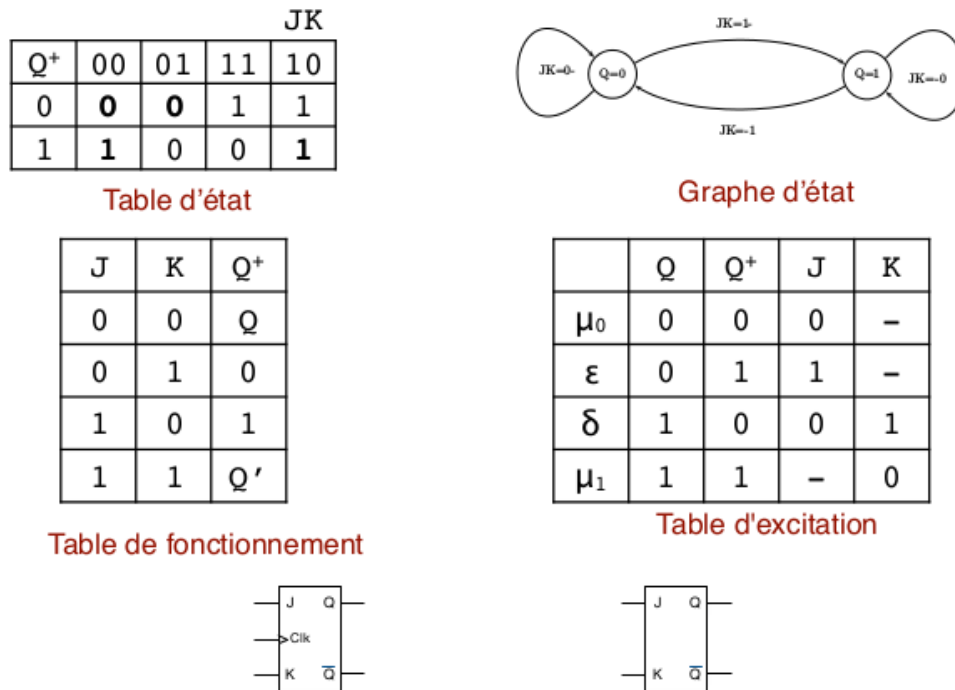 JK
Q⁺ 00 01 11 10
0 0 0 1 1
1 1 0 0 1
Table d'état
JK=1-
JK=0- Q=0 Q=1 JK=-0
JK=-1
Graphe d'état
J K Q⁺
0 0 Q
0 1 0
1 0 1
1 1 Q′
Table de fonctionnement
Q Q⁺ J K
μ₀ 0 0 0 –
ε 0 1 1 –
δ 1 0 0 1
μ₁ 1 1 – 0
Table d'excitation
J Q
Clk
K Q̅
J Q
K Q̅